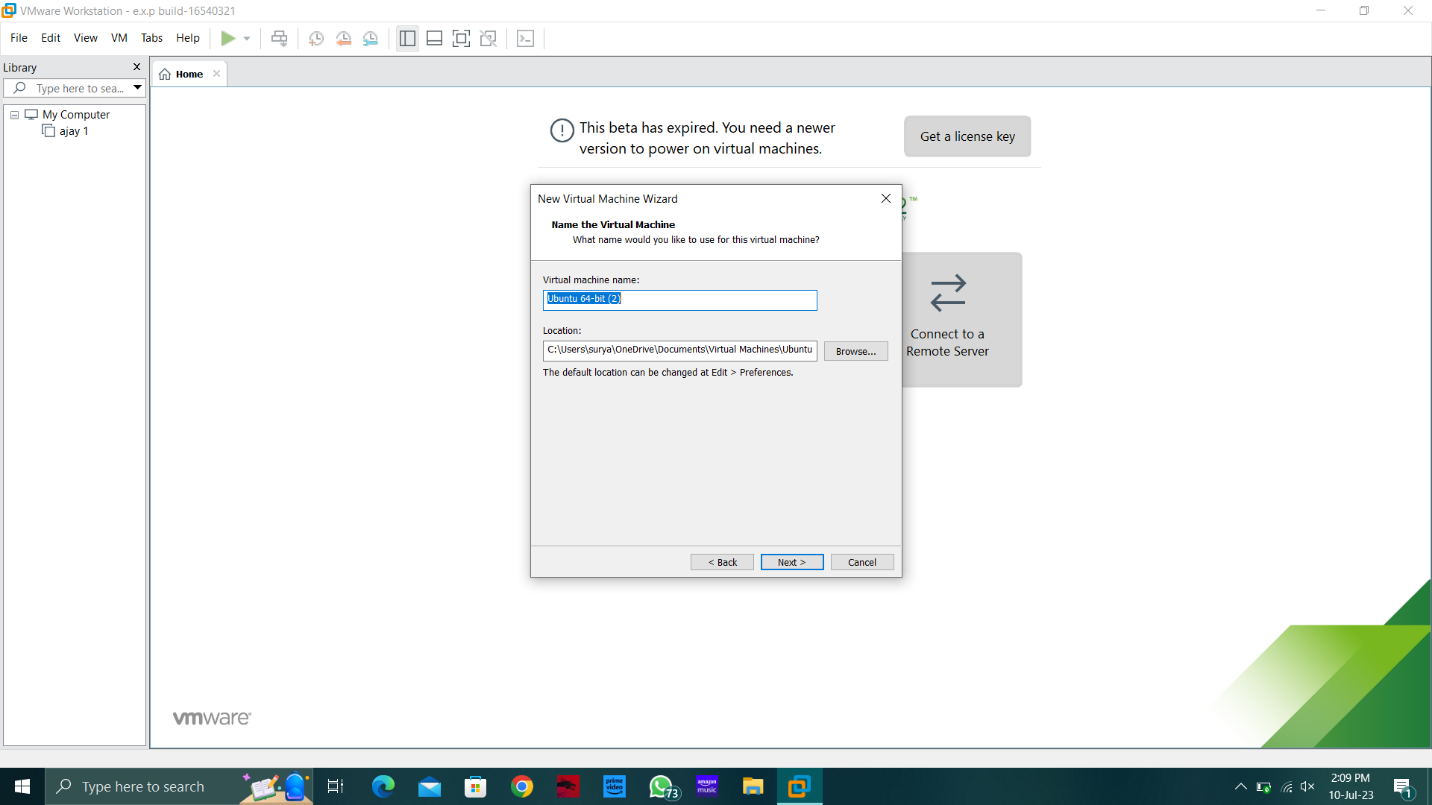 VMware Workstation - e.x.p build-16540321
File Edit View VM Tabs Help
Library
Type here to sea...
My Computer
ajay 1
Home
This beta has expired. You need a newer
version to power on virtual machines.
Get a license key
2™
New Virtual Machine Wizard
Name the Virtual Machine
What name would you like to use for this virtual machine?
Virtual machine name:
Ubuntu 64-bit (2)
Location:
C:\Users\surya\OneDrive\Documents\Virtual Machines\Ubuntu
Browse...
The default location can be changed at Edit > Preferences.
< Back
Next >
Cancel
Connect to a
Remote Server
vmware®
Type here to search
prime
video
73
amazon
music
2:09 PM
10-Jul-23
1